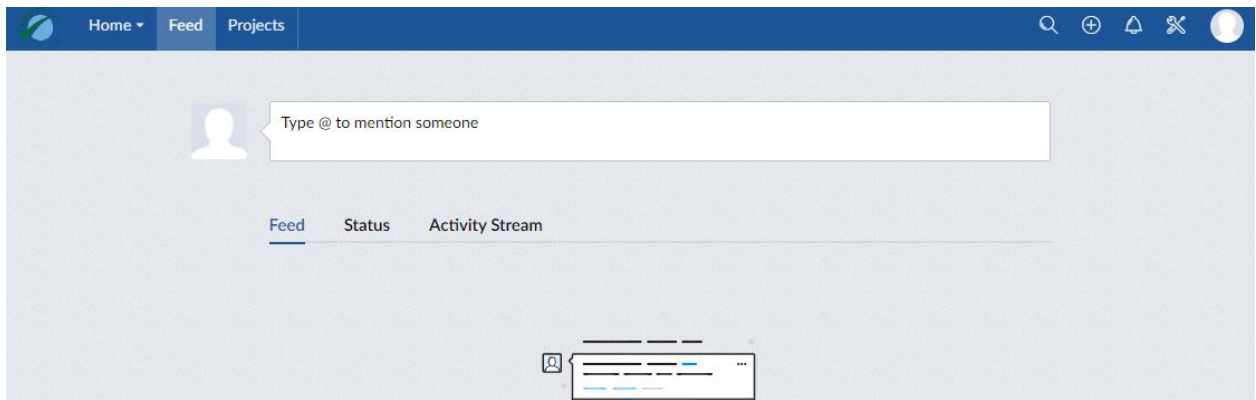 Home Feed Projects
Type @ to mention someone
Feed Status Activity Stream